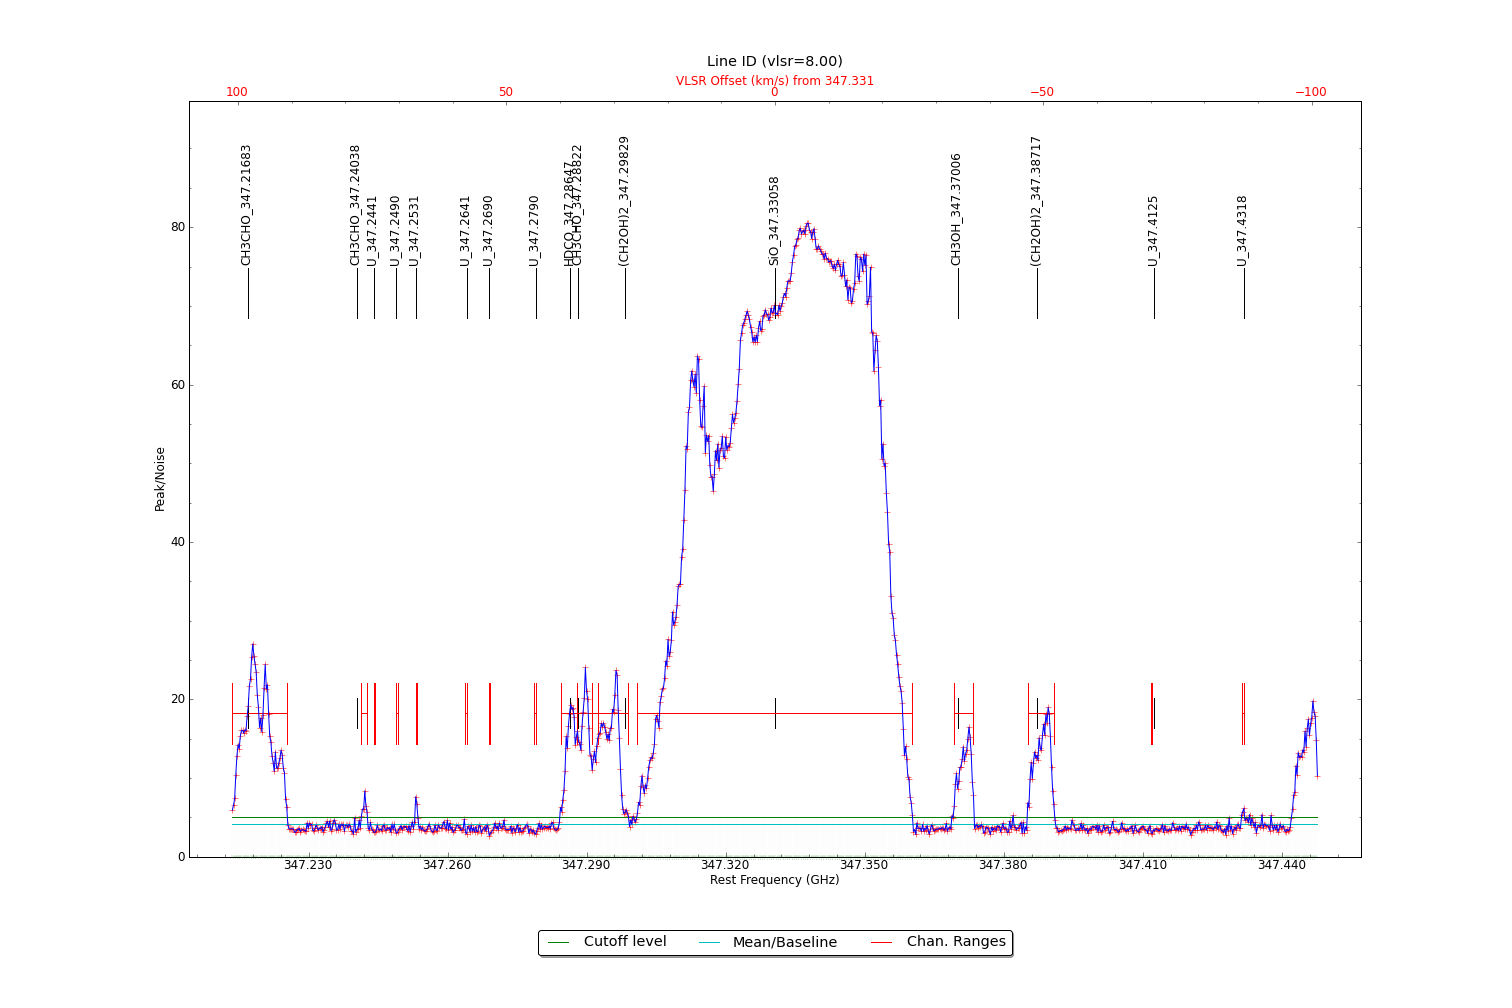 Line ID (vlsr=8.00)
VLSR Offset (km/s) from 347.331
100 50 0 −50 −100
CH3CHO_347.21683
CH3CHO_347.24038
U_347.2441
U_347.2490
U_347.2531
U_347.2641
U_347.2690
U_347.2790
HDCO_347.28647
CH3CHO_347.28822
(CH2OH)2_347.29829
SiO_347.33058
CH3OH_347.37006
(CH2OH)2_347.38717
U_347.4125
U_347.4318
80
60
40
20
0
Peak/Noise
347.230 347.260 347.290 347.320 347.350 347.380 347.410 347.440
Rest Frequency (GHz)
Cutoff level Mean/Baseline Chan. Ranges